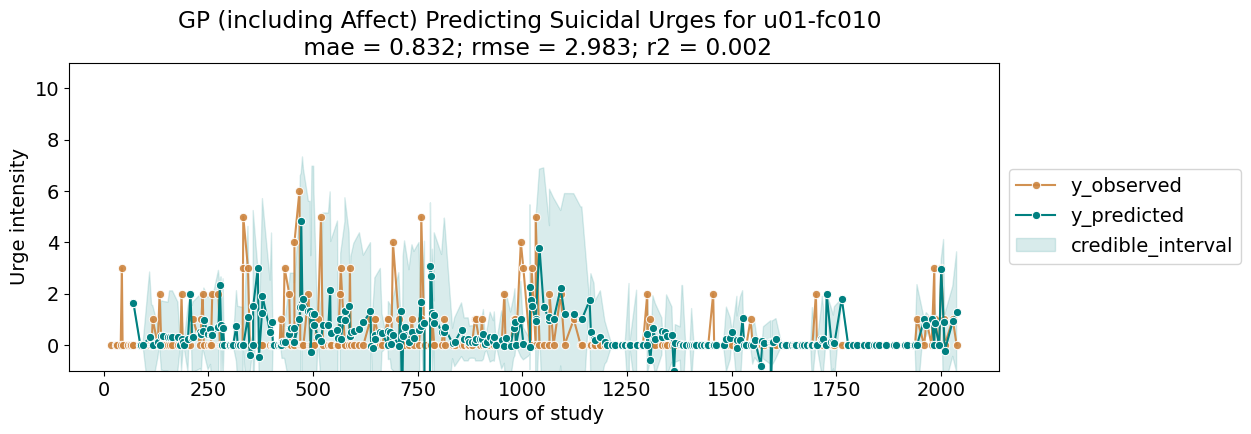 GP (including Affect) Predicting Suicidal Urges for u01-fc010
mae = 0.832; rmse = 2.983; r2 = 0.002
Urge intensity
10
8
6
4
2
0
0 250 500 750 1000 1250 1500 1750 2000
hours of study
y_observed
y_predicted
credible_interval